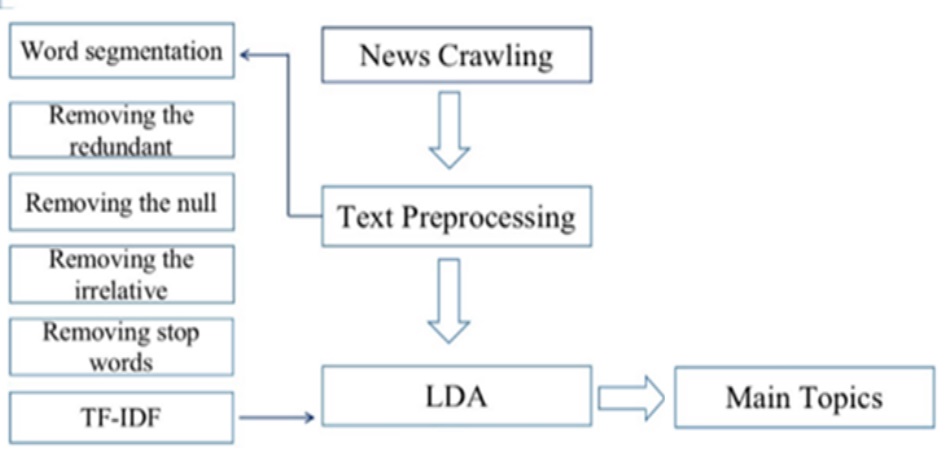 Word segmentation
News Crawling
Removing the
redundant
Removing the null
Text Preprocessing
Removing the
irrelative
Removing stop
words
TF-IDF
LDA
Main Topics